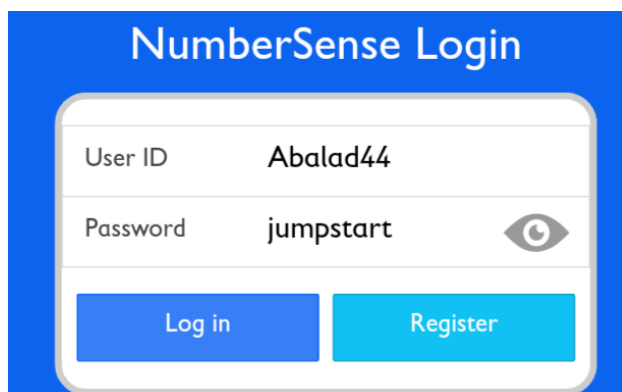 NumberSense Login
User ID Abalad44
Password jumpstart
Log in Register